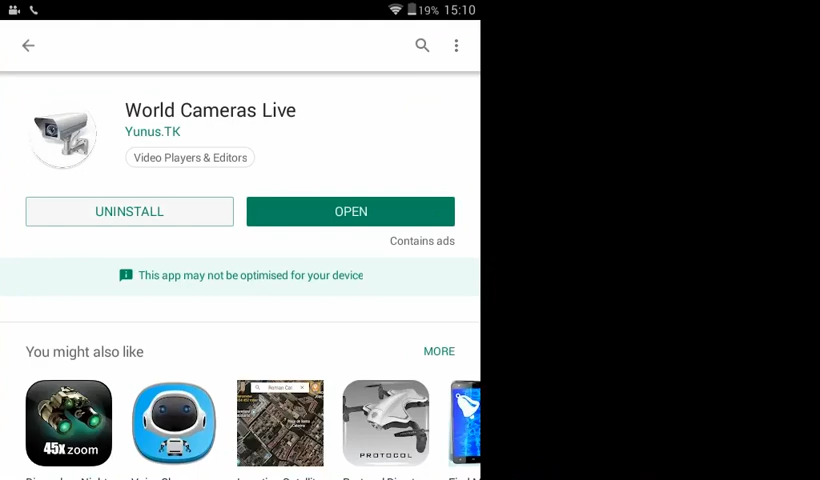 19% 15:10
World Cameras Live
Yunus.TK
Video Players & Editors
UNINSTALL
OPEN
Contains ads
This app may not be optimised for your device
You might also like
MORE
45x zoom
PROTOCOL